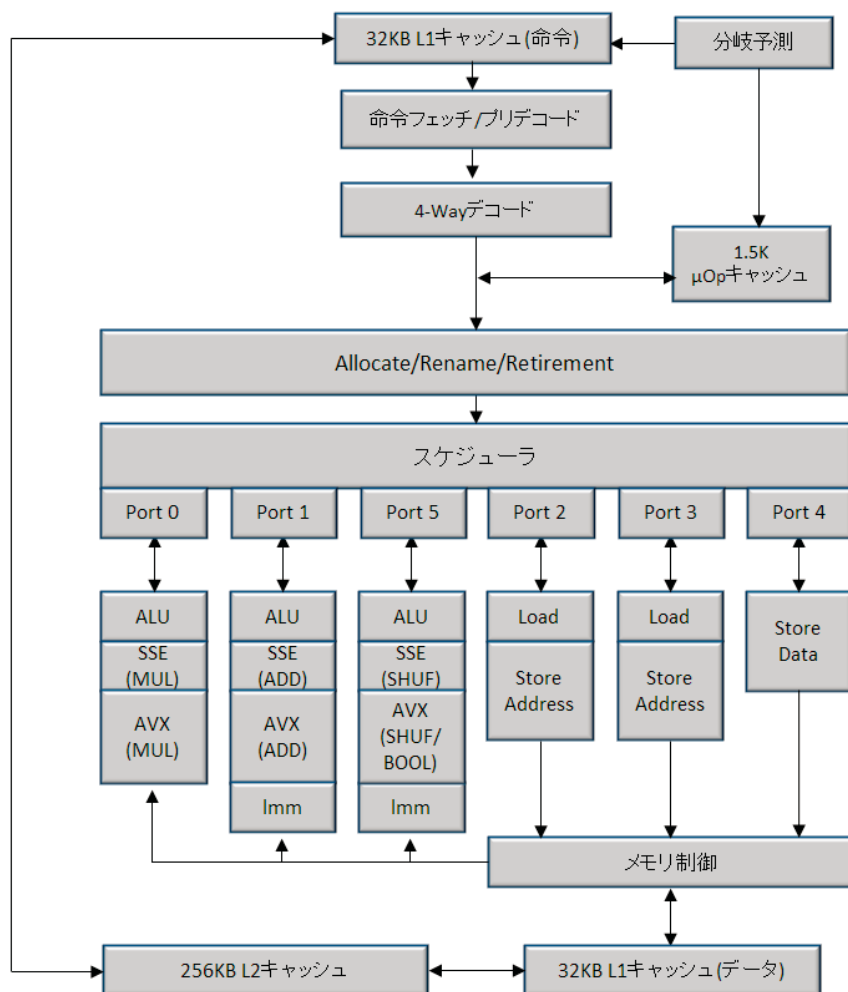 32KB L1キャッシュ(命令)
分岐予測
命令フェッチ/プリデコード
4-Wayデコード
1.5K
μOpキャッシュ
Allocate/Rename/Retirement
スケジューラ
Port 0
Port 1
Port 5
Port 2
Port 3
Port 4
ALU
SSE
(MUL)
AVX
(MUL)
ALU
SSE
(ADD)
AVX
(ADD)
Imm
ALU
SSE
(SHUF)
AVX
(SHUF/
BOOL)
Imm
Load
Store
Address
Load
Store
Address
Store
Data
メモリ制御
256KB L2キャッシュ
32KB L1キャッシュ(データ)